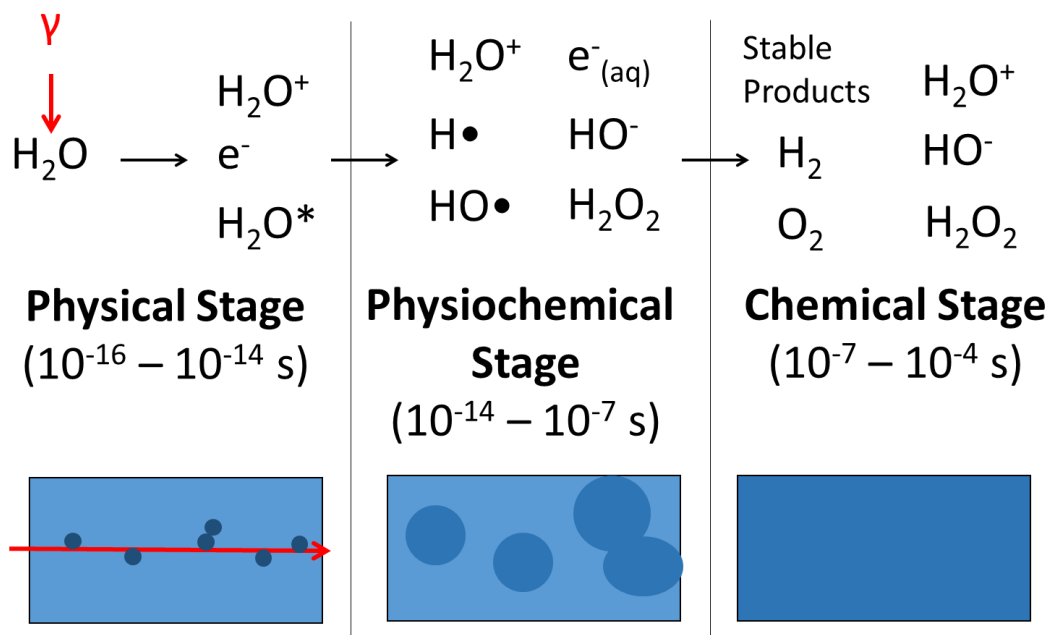 γ
H₂O
H₂O⁺
e⁻
H₂O*
Physical Stage
(10⁻¹⁶ – 10⁻¹⁴ s)
H₂O⁺ e⁻(aq)
H• HO⁻
HO• H₂O₂
Physiochemical
Stage
(10⁻¹⁴ – 10⁻⁷ s)
Stable
Products
H₂
O₂
H₂O⁺
HO⁻
H₂O₂
Chemical Stage
(10⁻⁷ – 10⁻⁴ s)